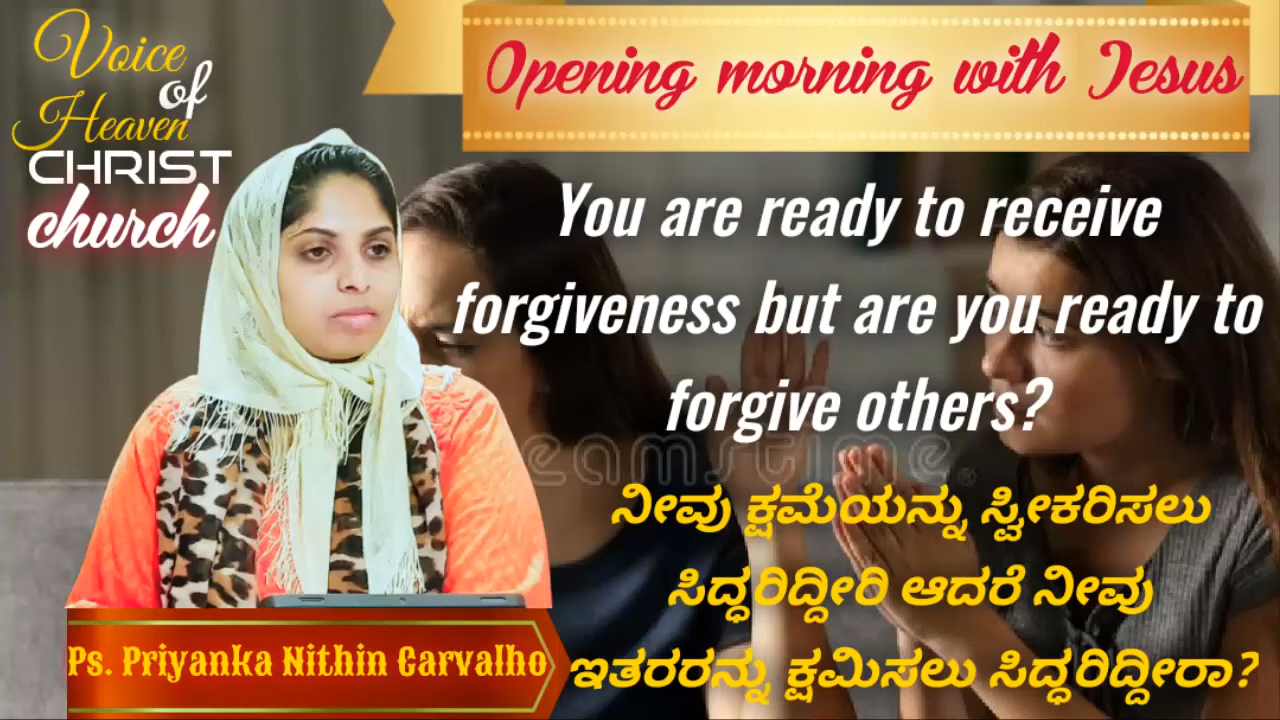 Voice
of
Heaven
CHRIST
church
Opening morning with Jesus
You are ready to receive
forgiveness but are you ready to
forgive others?
ನೀವು ಕ್ಷಮೆಯನ್ನು ಸ್ವೀಕರಿಸಲು
ಸಿದ್ಧರಿದ್ದೀರಿ ಆದರೆ ನೀವು
ಇತರರನ್ನು ಕ್ಷಮಿಸಲು ಸಿದ್ಧರಿದ್ದೀರಾ?
Ps. Priyanka Nithin Carvalho